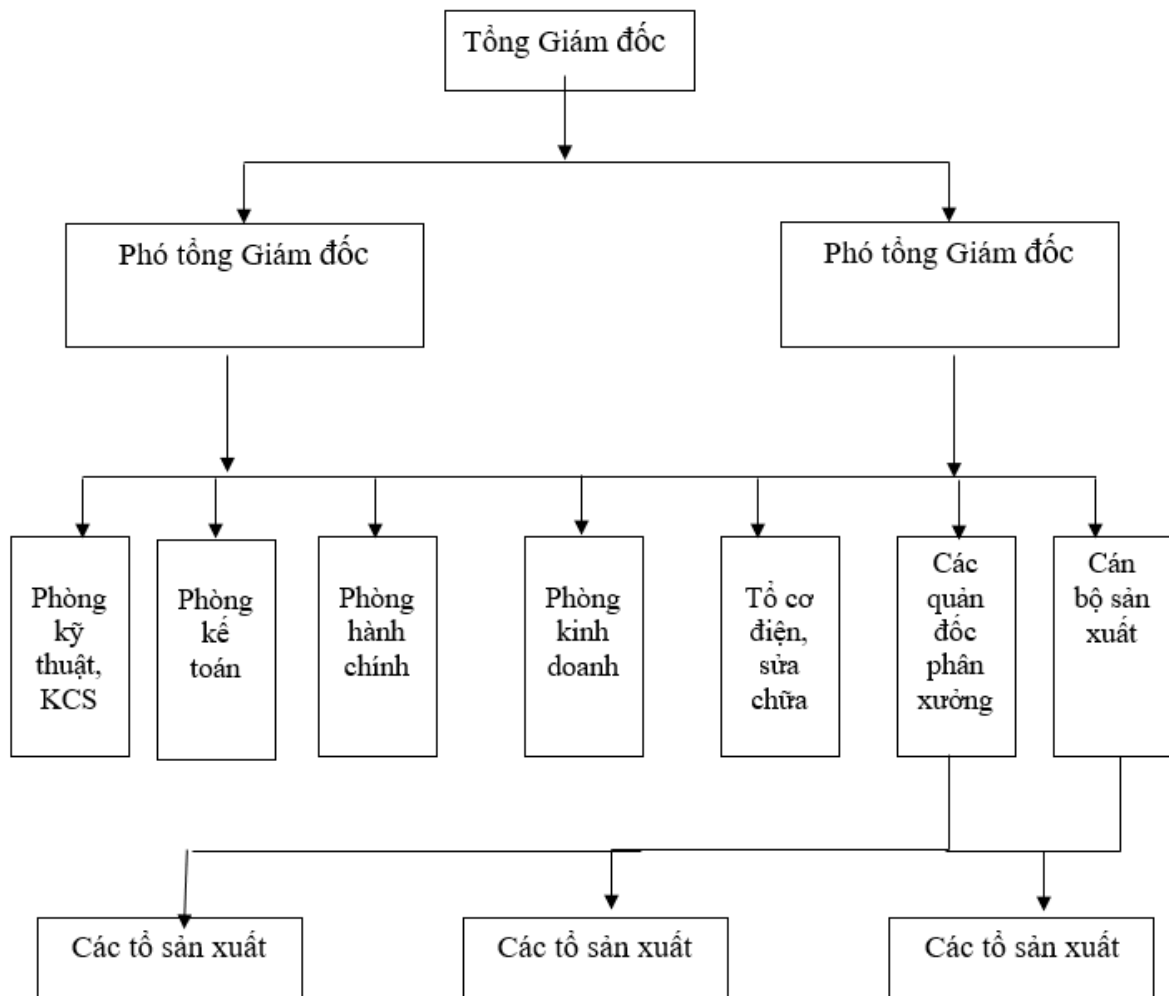 Tổng Giám đốc
Phó tổng Giám đốc
Phó tổng Giám đốc
Phòng
kỹ
thuật,
KCS
Phòng
kế
toán
Phòng
hành
chính
Phòng
kinh
doanh
Tổ cơ
điện,
sửa
chữa
Các
quản
đốc
phân
xưởng
Cán
bộ sản
xuất
Các tổ sản xuất
Các tổ sản xuất
Các tổ sản xuất